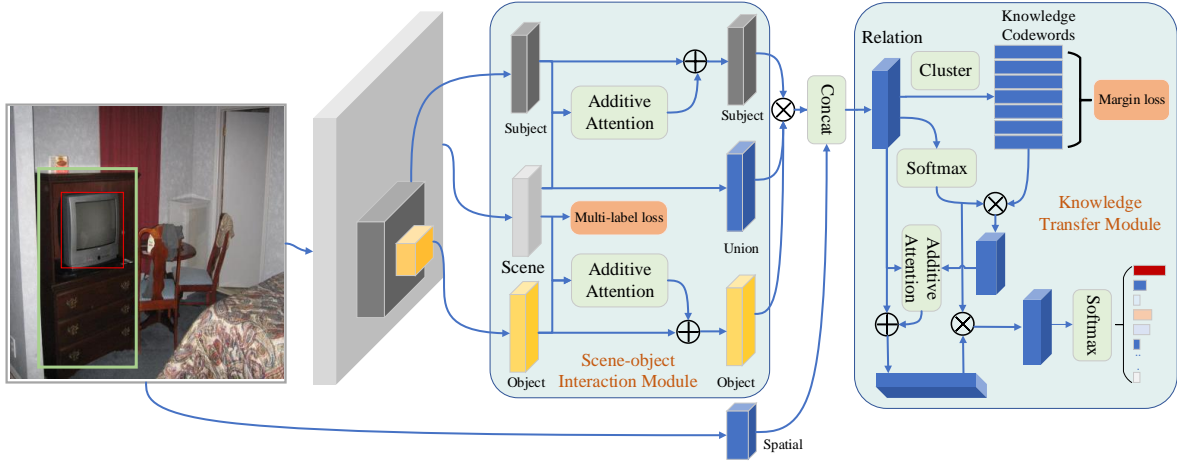 Subject
Additive
Attention
Subject
Multi-label loss
Scene
Union
Additive
Attention
Object
Scene-object
Interaction Module
Object
Spatial
Concat
Relation
Knowledge
Codewords
Cluster
Margin loss
Softmax
Knowledge
Transfer Module
Additive
Attention
Softmax